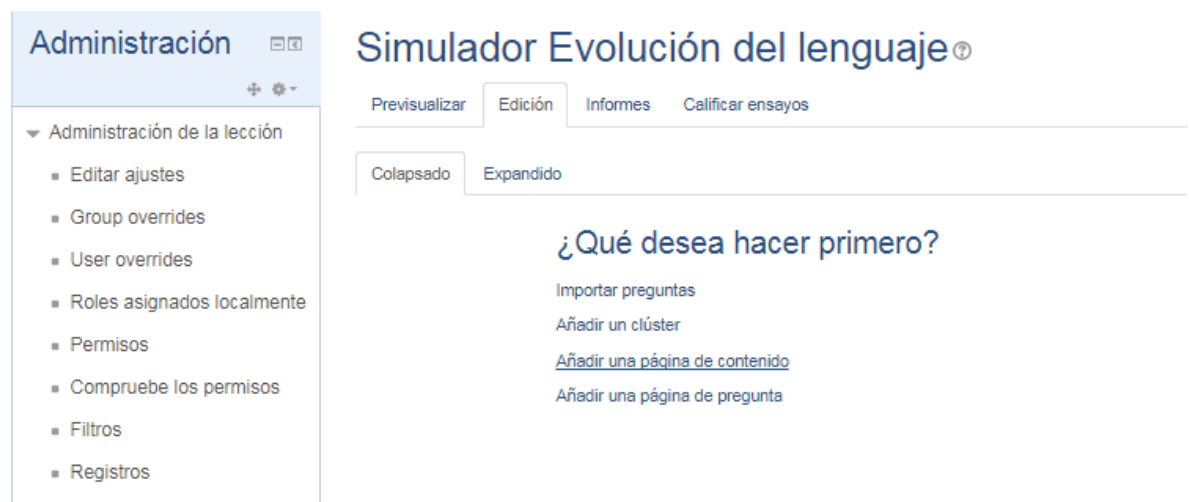 Administración
Administración de la lección
Editar ajustes
Group overrides
User overrides
Roles asignados localmente
Permisos
Compruebe los permisos
Filtros
Registros
Simulador Evolución del lenguaje
Previsualizar Edición Informes Calificar ensayos
Colapsado Expandido
¿Qué desea hacer primero?
Importar preguntas
Añadir un clúster
Añadir una página de contenido
Añadir una página de pregunta